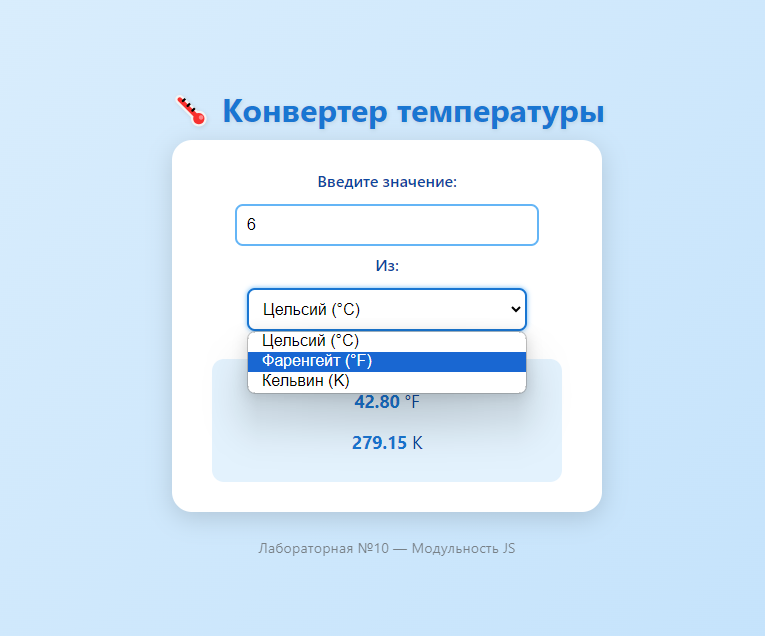 Конвертер температуры
Введите значение:
6
Из:
Цельсий (°C)
Цельсий (°C)
Фаренгейт (°F)
Кельвин (K)
42.80 °F
279.15 K
Лабораторная №10 — Модульность JS